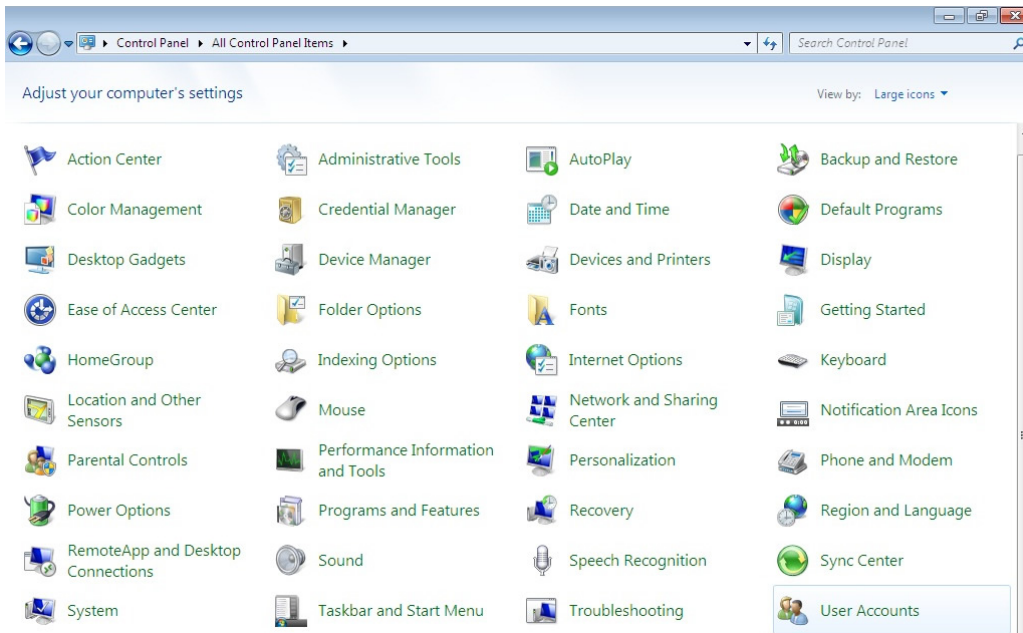 Control Panel All Control Panel Items Search Control Panel
Adjust your computer's settings View by: Large icons
Action Center Administrative Tools AutoPlay Backup and Restore
Color Management Credential Manager Date and Time Default Programs
Desktop Gadgets Device Manager Devices and Printers Display
Ease of Access Center Folder Options Fonts Getting Started
HomeGroup Indexing Options Internet Options Keyboard
Location and Other
Sensors
Mouse
Network and Sharing
Center
Notification Area Icons
Parental Controls
Performance Information
and Tools
Personalization
Phone and Modem
Power Options Programs and Features Recovery Region and Language
RemoteApp and Desktop
Connections
Sound
Speech Recognition
Sync Center
System Taskbar and Start Menu Troubleshooting User Accounts